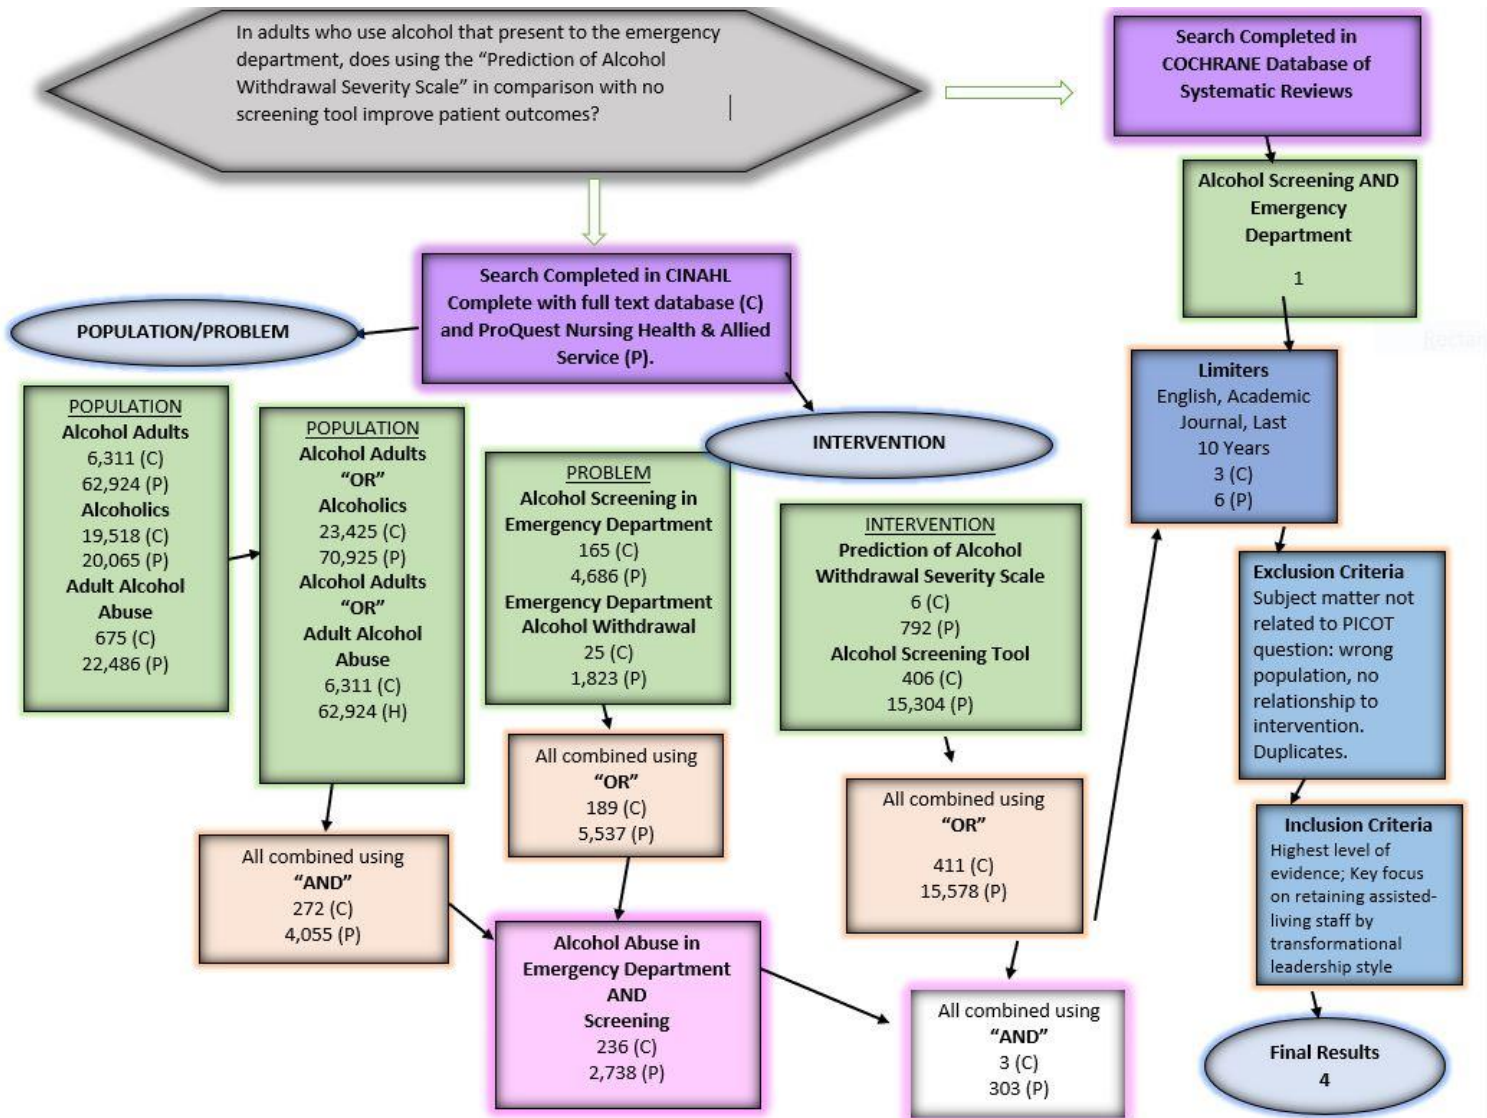 In adults who use alcohol that present to the emergency
department, does using the “Prediction of Alcohol
Withdrawal Severity Scale” in comparison with no
screening tool improve patient outcomes?
Search Completed in
COCHRANE Database of
Systematic Reviews
Alcohol Screening AND
Emergency
Department
1
Search Completed in CINAHL
Complete with full text database (C)
and ProQuest Nursing Health & Allied
Service (P).
POPULATION/PROBLEM
INTERVENTION
POPULATION
Alcohol Adults
6,311 (C)
62,924 (P)
Alcoholics
19,518 (C)
20,065 (P)
Adult Alcohol
Abuse
675 (C)
22,486 (P)
POPULATION
Alcohol Adults
“OR”
Alcoholics
23,425 (C)
70,925 (P)
Alcohol Adults
“OR”
Adult Alcohol
Abuse
6,311 (C)
62,924 (H)
PROBLEM
Alcohol Screening in
Emergency Department
165 (C)
4,686 (P)
Emergency Department
Alcohol Withdrawal
25 (C)
1,823 (P)
INTERVENTION
Prediction of Alcohol
Withdrawal Severity Scale
6 (C)
792 (P)
Alcohol Screening Tool
406 (C)
15,304 (P)
Limiters
English, Academic
Journal, Last
10 Years
3 (C)
6 (P)
Exclusion Criteria
Subject matter not
related to PICOT
question: wrong
population, no
relationship to
intervention.
Duplicates.
All combined using
“AND”
272 (C)
4,055 (P)
All combined using
“OR”
189 (C)
5,537 (P)
All combined using
“OR”
411 (C)
15,578 (P)
Inclusion Criteria
Highest level of
evidence; Key focus
on retaining assisted-
living staff by
transformational
leadership style
Alcohol Abuse in
Emergency Department
AND
Screening
236 (C)
2,738 (P)
All combined using
“AND”
3 (C)
303 (P)
Final Results
4